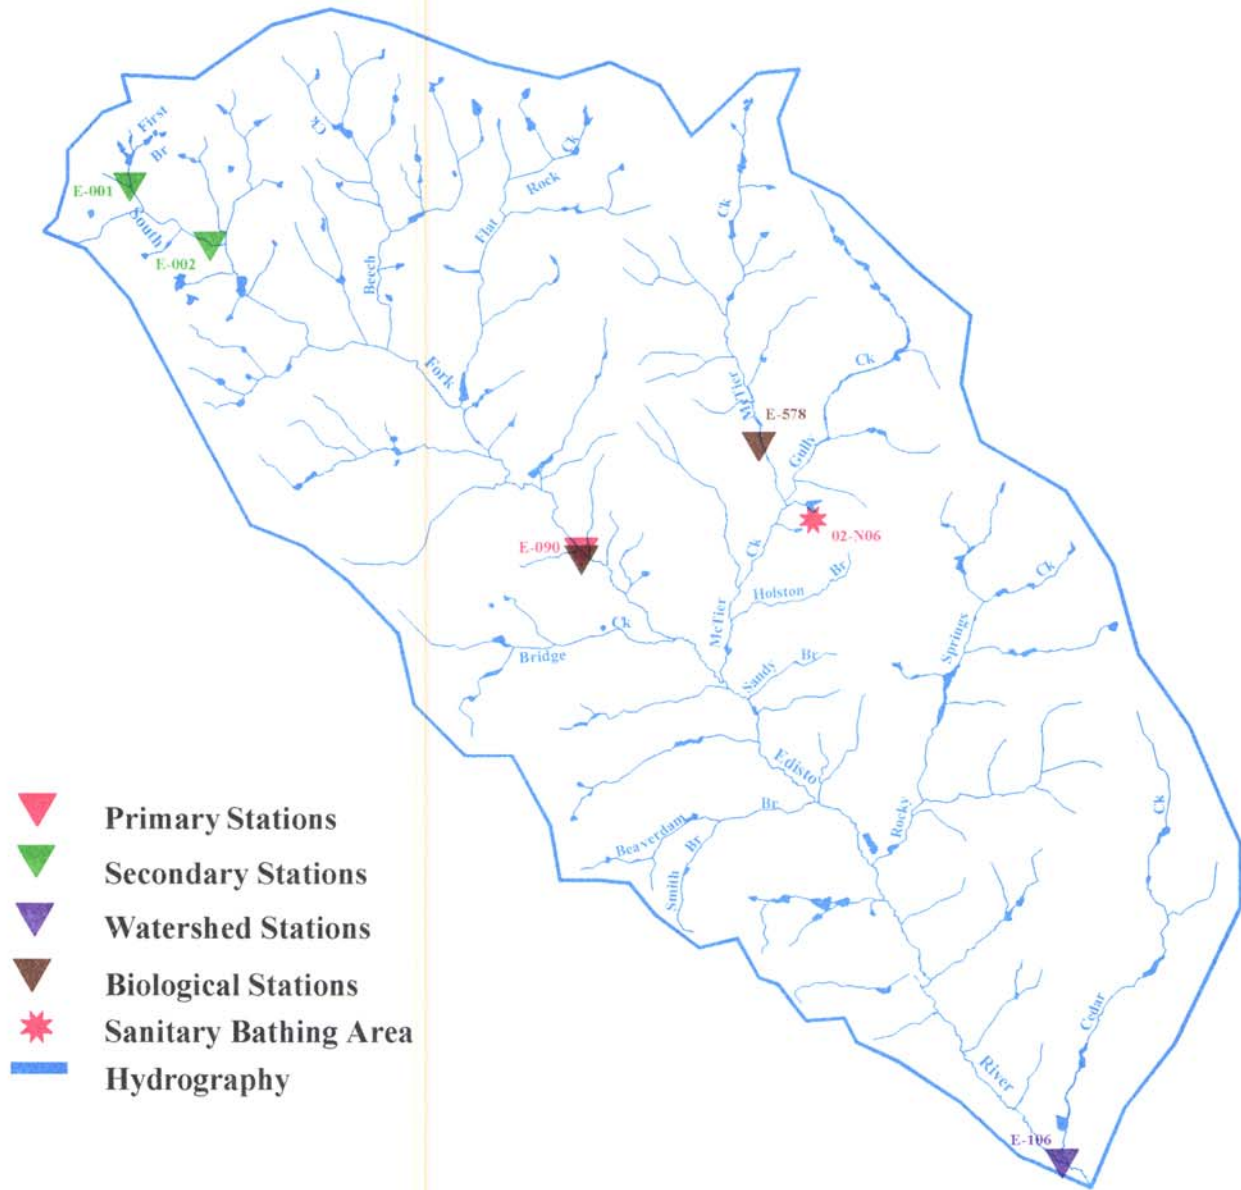 First
Br
E-001
South
E-002
Ck
Beech
Rock
Ck
Flat
Fork
Ck
McTier
E-578
Ck
Gully
E-090
02-N06
Ck
Holston
Br
McTier
Bridge
Ck
Sandy
Br
Springs
Ck
Edisto
Beaverdam
Br
Smith
Br
Rocky
Ck
Cedar
River
E-106
Primary Stations
Secondary Stations
Watershed Stations
Biological Stations
Sanitary Bathing Area
Hydrography